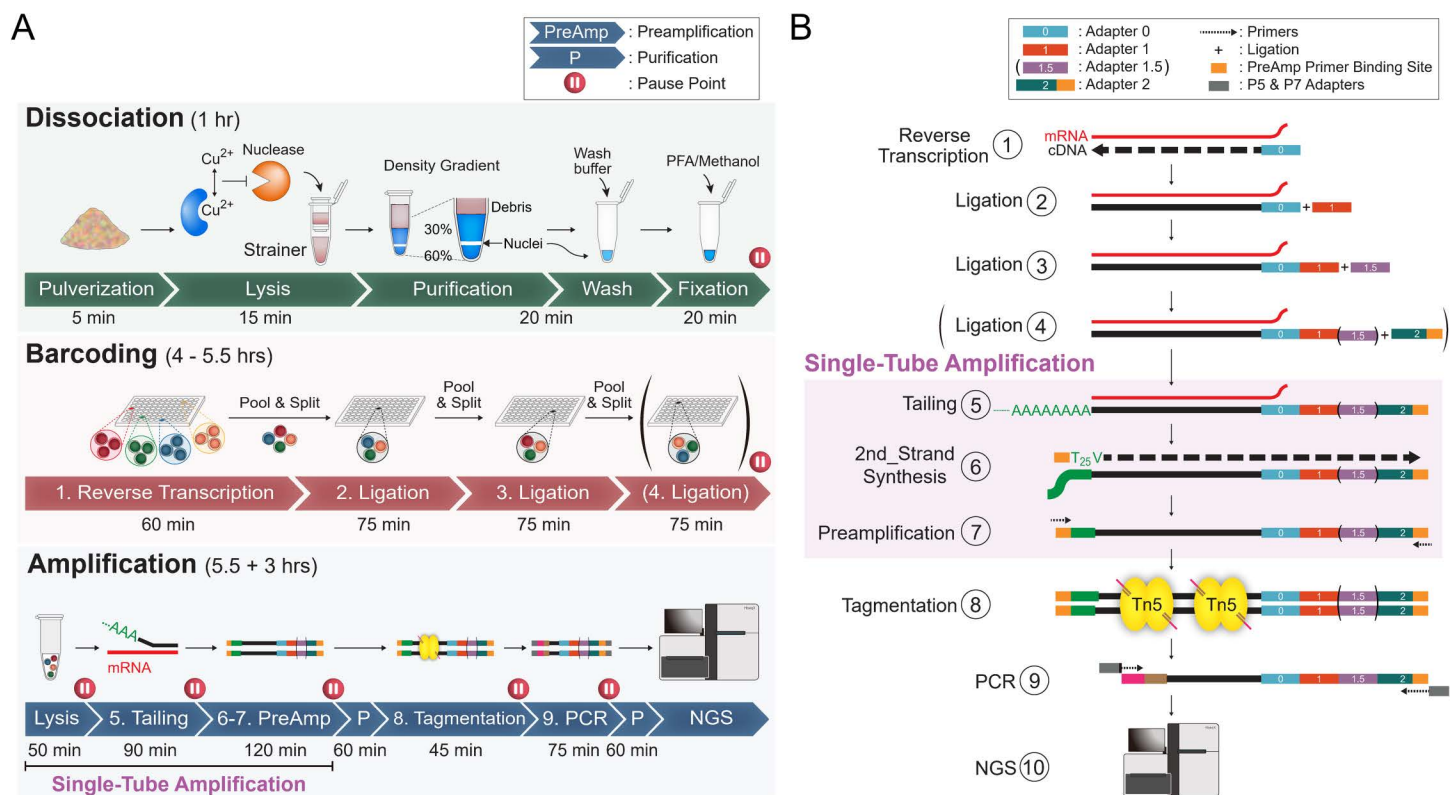 A
PreAmp : Preamplification
P : Purification
: Pause Point
Dissociation (1 hr)
Cu2+
Nuclease
Cu2+
Strainer
Density Gradient
Debris
30%
Nuclei
60%
Wash
buffer
PFA/Methanol
Pulverization
Lysis
Purification
Wash
Fixation
5 min
15 min
20 min
20 min
Barcoding (4 - 5.5 hrs)
Pool & Split
Pool
& Split
Pool
& Split
1. Reverse Transcription
2. Ligation
3. Ligation
(4. Ligation)
60 min
75 min
75 min
75 min
Amplification (5.5 + 3 hrs)
AAA
mRNA
Lysis
5. Tailing
6-7. PreAmp
P
8. Tagmentation
9. PCR
P
NGS
50 min
90 min
120 min
60 min
45 min
75 min
60 min
Single-Tube Amplification
B
0 : Adapter 0
1 : Adapter 1
( 1.5 : Adapter 1.5)
2 : Adapter 2
: Primers
+ : Ligation
: PreAmp Primer Binding Site
: P5 & P7 Adapters
Reverse
Transcription 1
mRNA
cDNA
0
Ligation 2
0 + 1
Ligation 3
0 1 + 1.5
(Ligation 4
0 1 (1.5) + 2 )
Single-Tube Amplification
Tailing 5
AAAAAAAA
0 1 (1.5) 2
2nd_Strand
Synthesis 6
T25V
0 1 (1.5) 2
Preamplification 7
0 1 (1.5) 2
Tagmentation 8
Tn5
Tn5
0 1 (1.5) 2
0 1 2
PCR 9
0 1 1.5 2
NGS 10